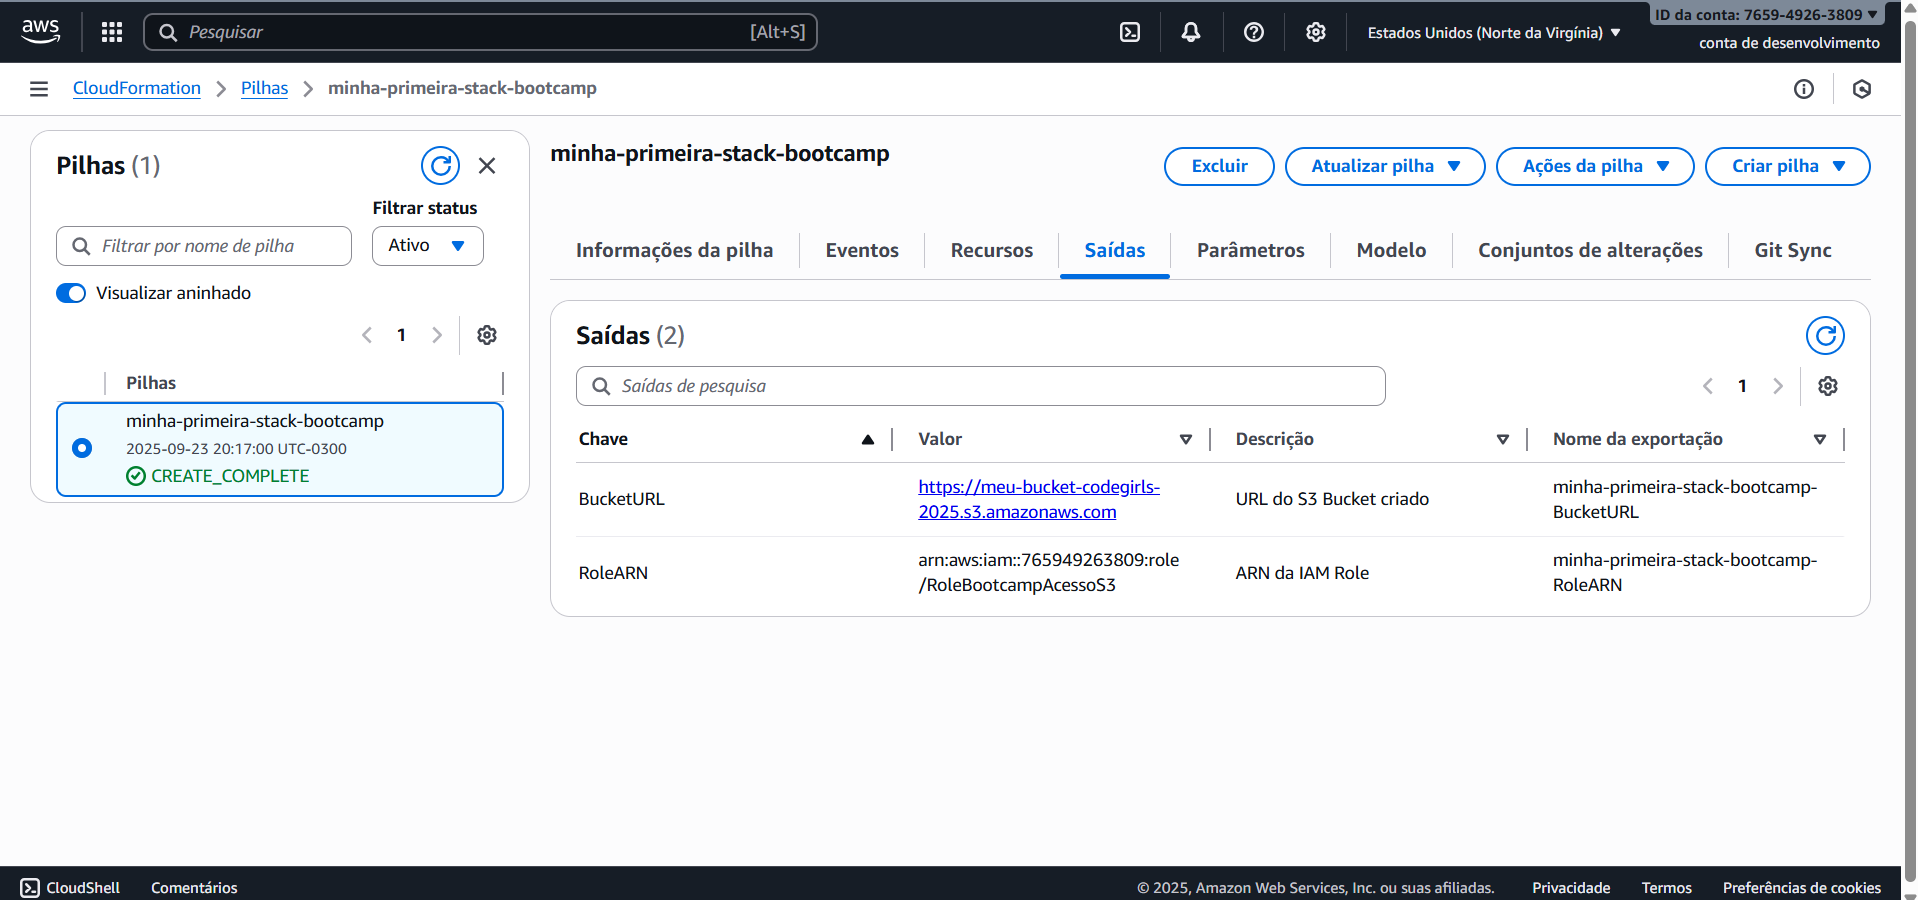 aws
Pesquisar
[Alt+S]
Estados Unidos (Norte da Virgínia)
ID da conta: 7659-4926-3809
conta de desenvolvimento
CloudFormation
Pilhas
minha-primeira-stack-bootcamp
Pilhas (1)
Filtrar status
Filtrar por nome de pilha
Ativo
Visualizar aninhado
1
Pilhas
minha-primeira-stack-bootcamp
2025-09-23 20:17:00 UTC-0300
CREATE_COMPLETE
minha-primeira-stack-bootcamp
Excluir
Atualizar pilha
Ações da pilha
Criar pilha
Informações da pilha
Eventos
Recursos
Saídas
Parâmetros
Modelo
Conjuntos de alterações
Git Sync
Saídas (2)
Saídas de pesquisa
1
Chave
Valor
Descrição
Nome da exportação
BucketURL
https://meu-bucket-codegirls-
2025.s3.amazonaws.com
URL do S3 Bucket criado
minha-primeira-stack-bootcamp-
BucketURL
RoleARN
arn:aws:iam::765949263809:role
/RoleBootcampAcessoS3
ARN da IAM Role
minha-primeira-stack-bootcamp-
RoleARN
CloudShell
Comentários
© 2025, Amazon Web Services, Inc. ou suas afiliadas.
Privacidade
Termos
Preferências de cookies